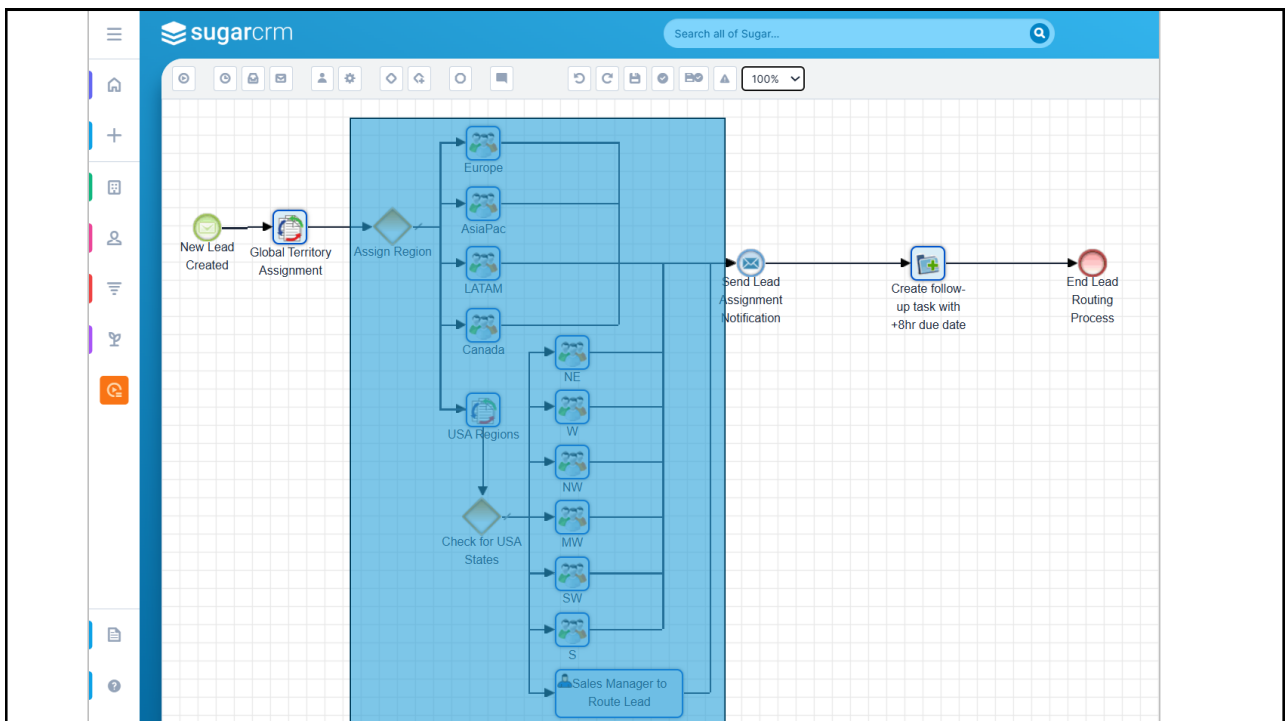 sugarcrm
Search all of Sugar...
100%
Europe
AsiaPac
New Lead
Created
Global Territory
Assignment
Assign Region
LATAM
Send Lead
Assignment
Notification
Create follow-
up task with
+8hr due date
End Lead
Routing
Process
Canada
NE
USA Regions
W
NW
Check for USA
States
MW
SW
S
Sales Manager to
Route Lead